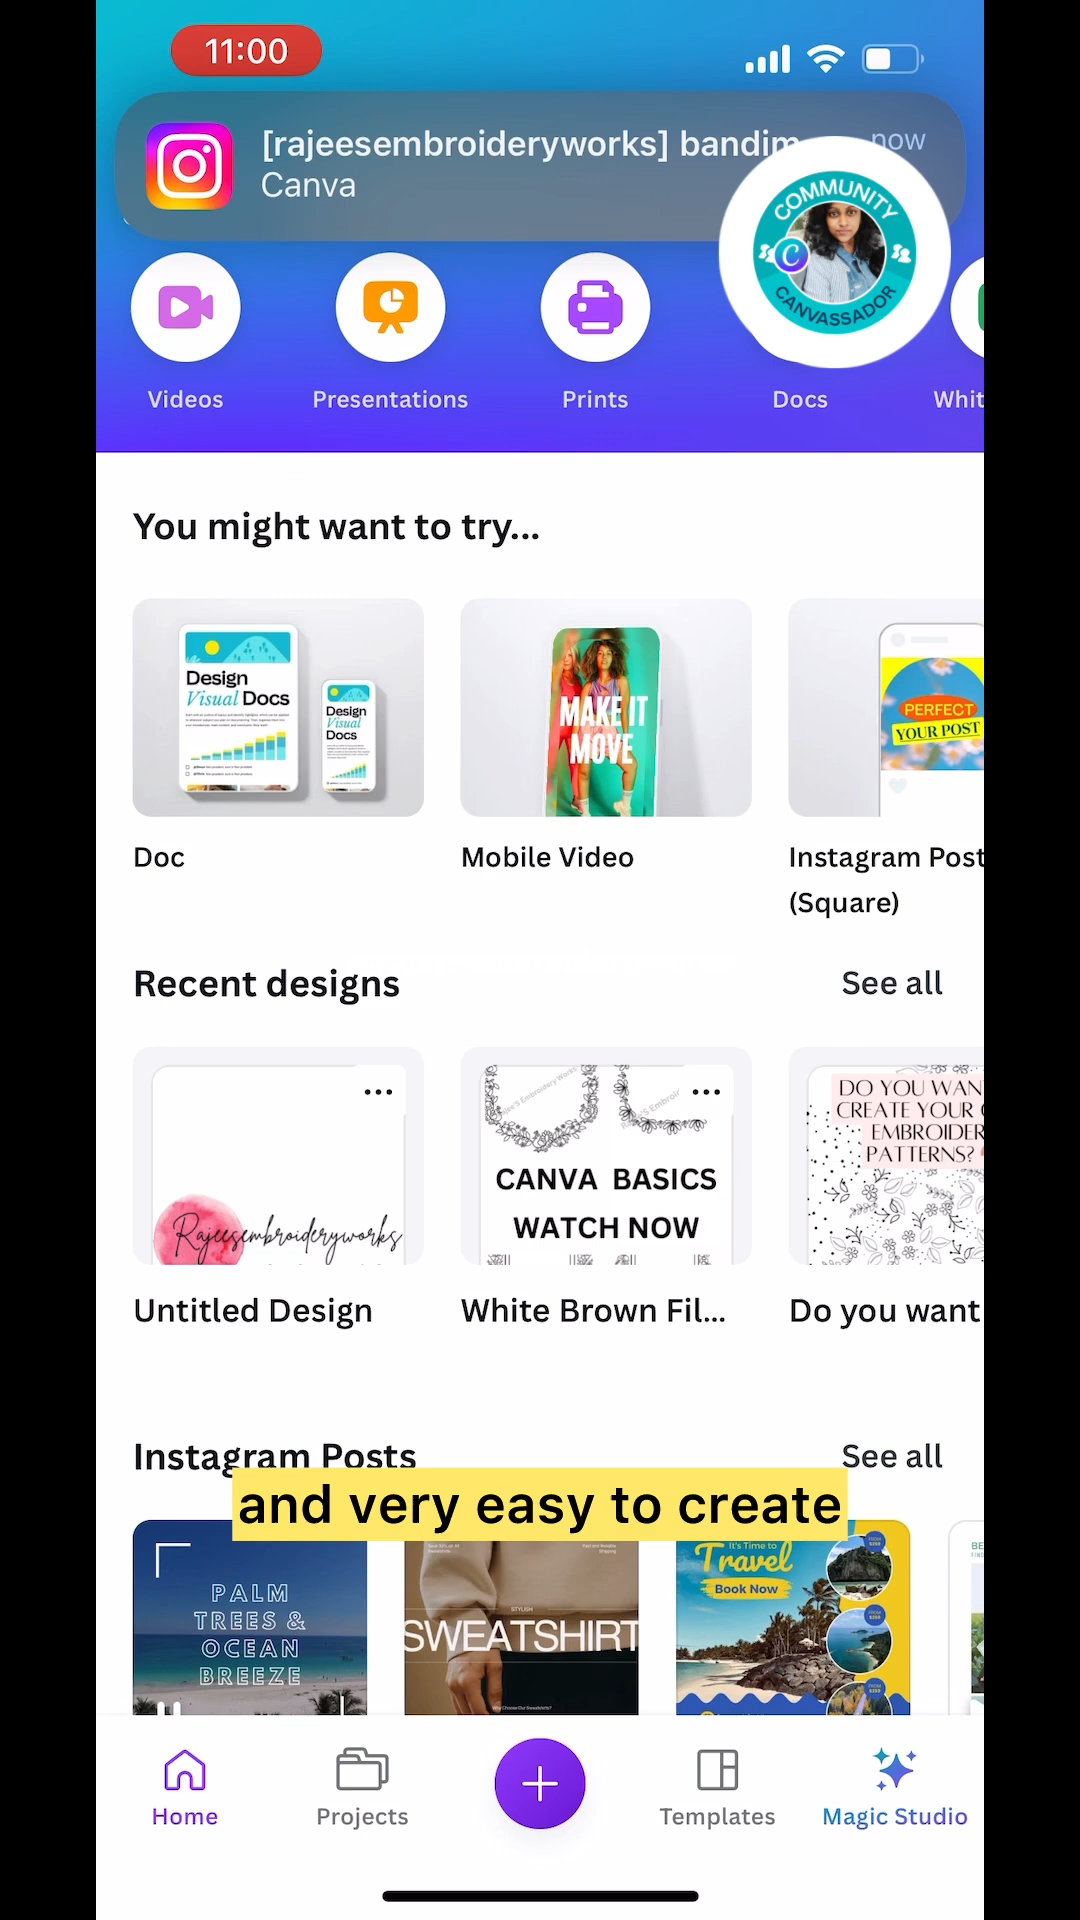 11:00
[rajeesembroideryworks] bandim
now
Canva
COMMUNITY
CANVASSADOR
Videos
Presentations
Prints
Docs
Whit
You might want to try...
Design
Visual Docs
Design
Visual
Docs
MAKE IT
MOVE
PERFECT
YOUR POST
Doc
Mobile Video
Instagram Post
(Square)
Recent designs
See all
Rajeesembroideryworks
CANVA BASICS
WATCH NOW
DO YOU WAN
CREATE YOUR
EMBROIDER
PATTERNS?
Untitled Design
White Brown Fil...
Do you want
Instagram Posts
See all
and very easy to create
PALM
TREES &
OCEAN
BREEZE
STYLISH
SWEATSHIRT
It's Time to
Travel
Book Now
FROM
FROM
FROM
BE
Home
Projects
Templates
Magic Studio